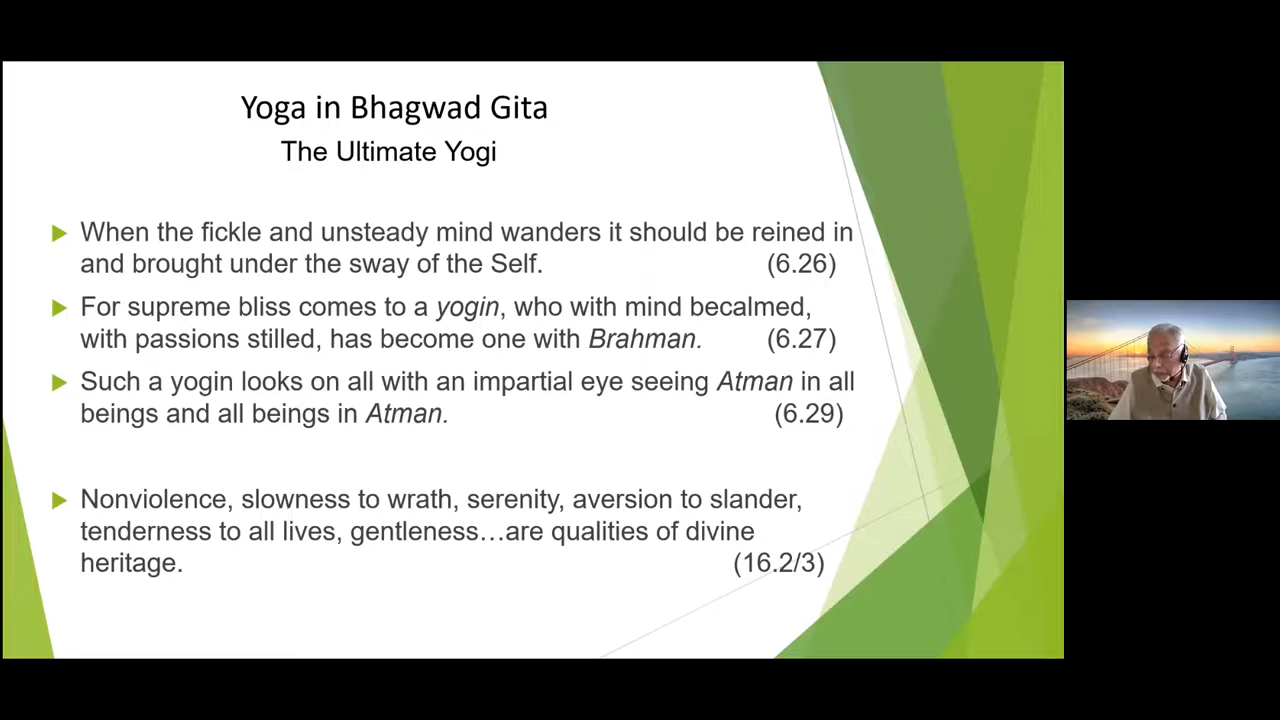 Yoga in Bhagwad Gita
The Ultimate Yogi
When the fickle and unsteady mind wanders it should be reined in
and brought under the sway of the Self. (6.26)
For supreme bliss comes to a yogin, who with mind becalmed,
with passions stilled, has become one with Brahman. (6.27)
Such a yogin looks on all with an impartial eye seeing Atman in all
beings and all beings in Atman. (6.29)
Nonviolence, slowness to wrath, serenity, aversion to slander,
tenderness to all lives, gentleness…are qualities of divine
heritage. (16.2/3)